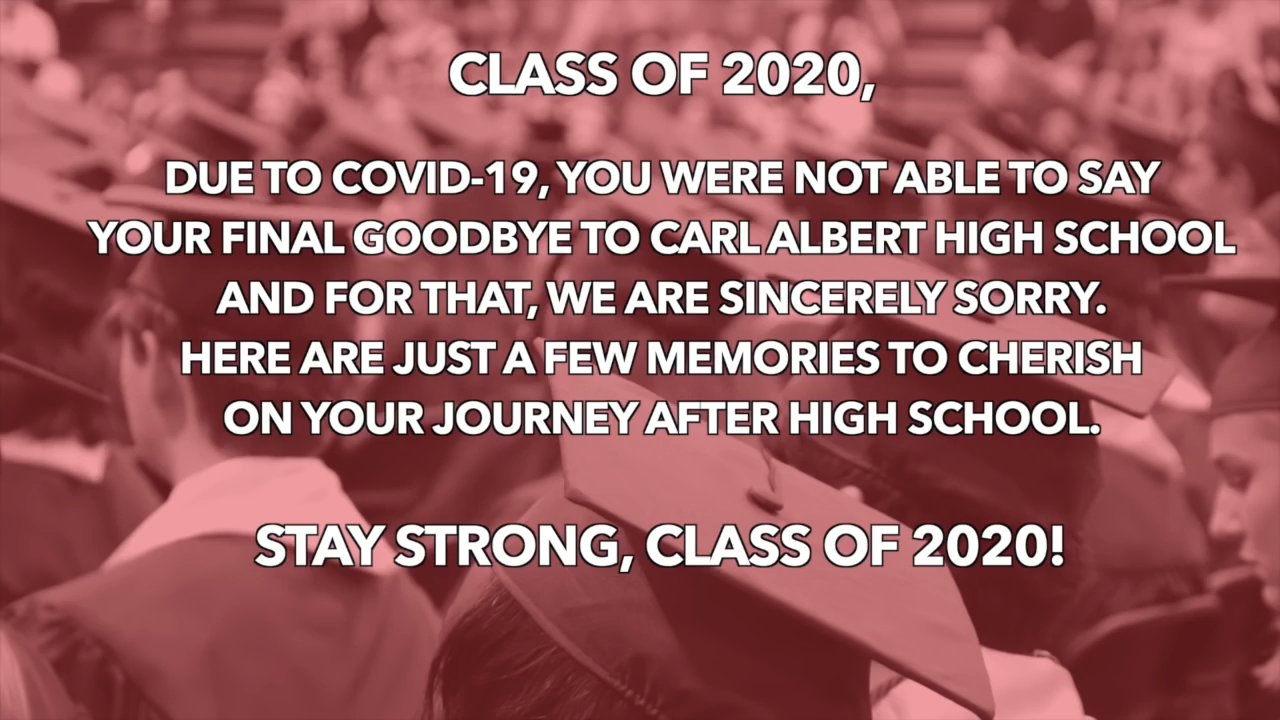 CLASS OF 2020,
DUE TO COVID-19, YOU WERE NOT ABLE TO SAY
YOUR FINAL GOODBYE TO CARL ALBERT HIGH SCHOOL
AND FOR THAT, WE ARE SINCERELY SORRY.
HERE ARE JUST A FEW MEMORIES TO CHERISH
ON YOUR JOURNEY AFTER HIGH SCHOOL.
STAY STRONG, CLASS OF 2020!